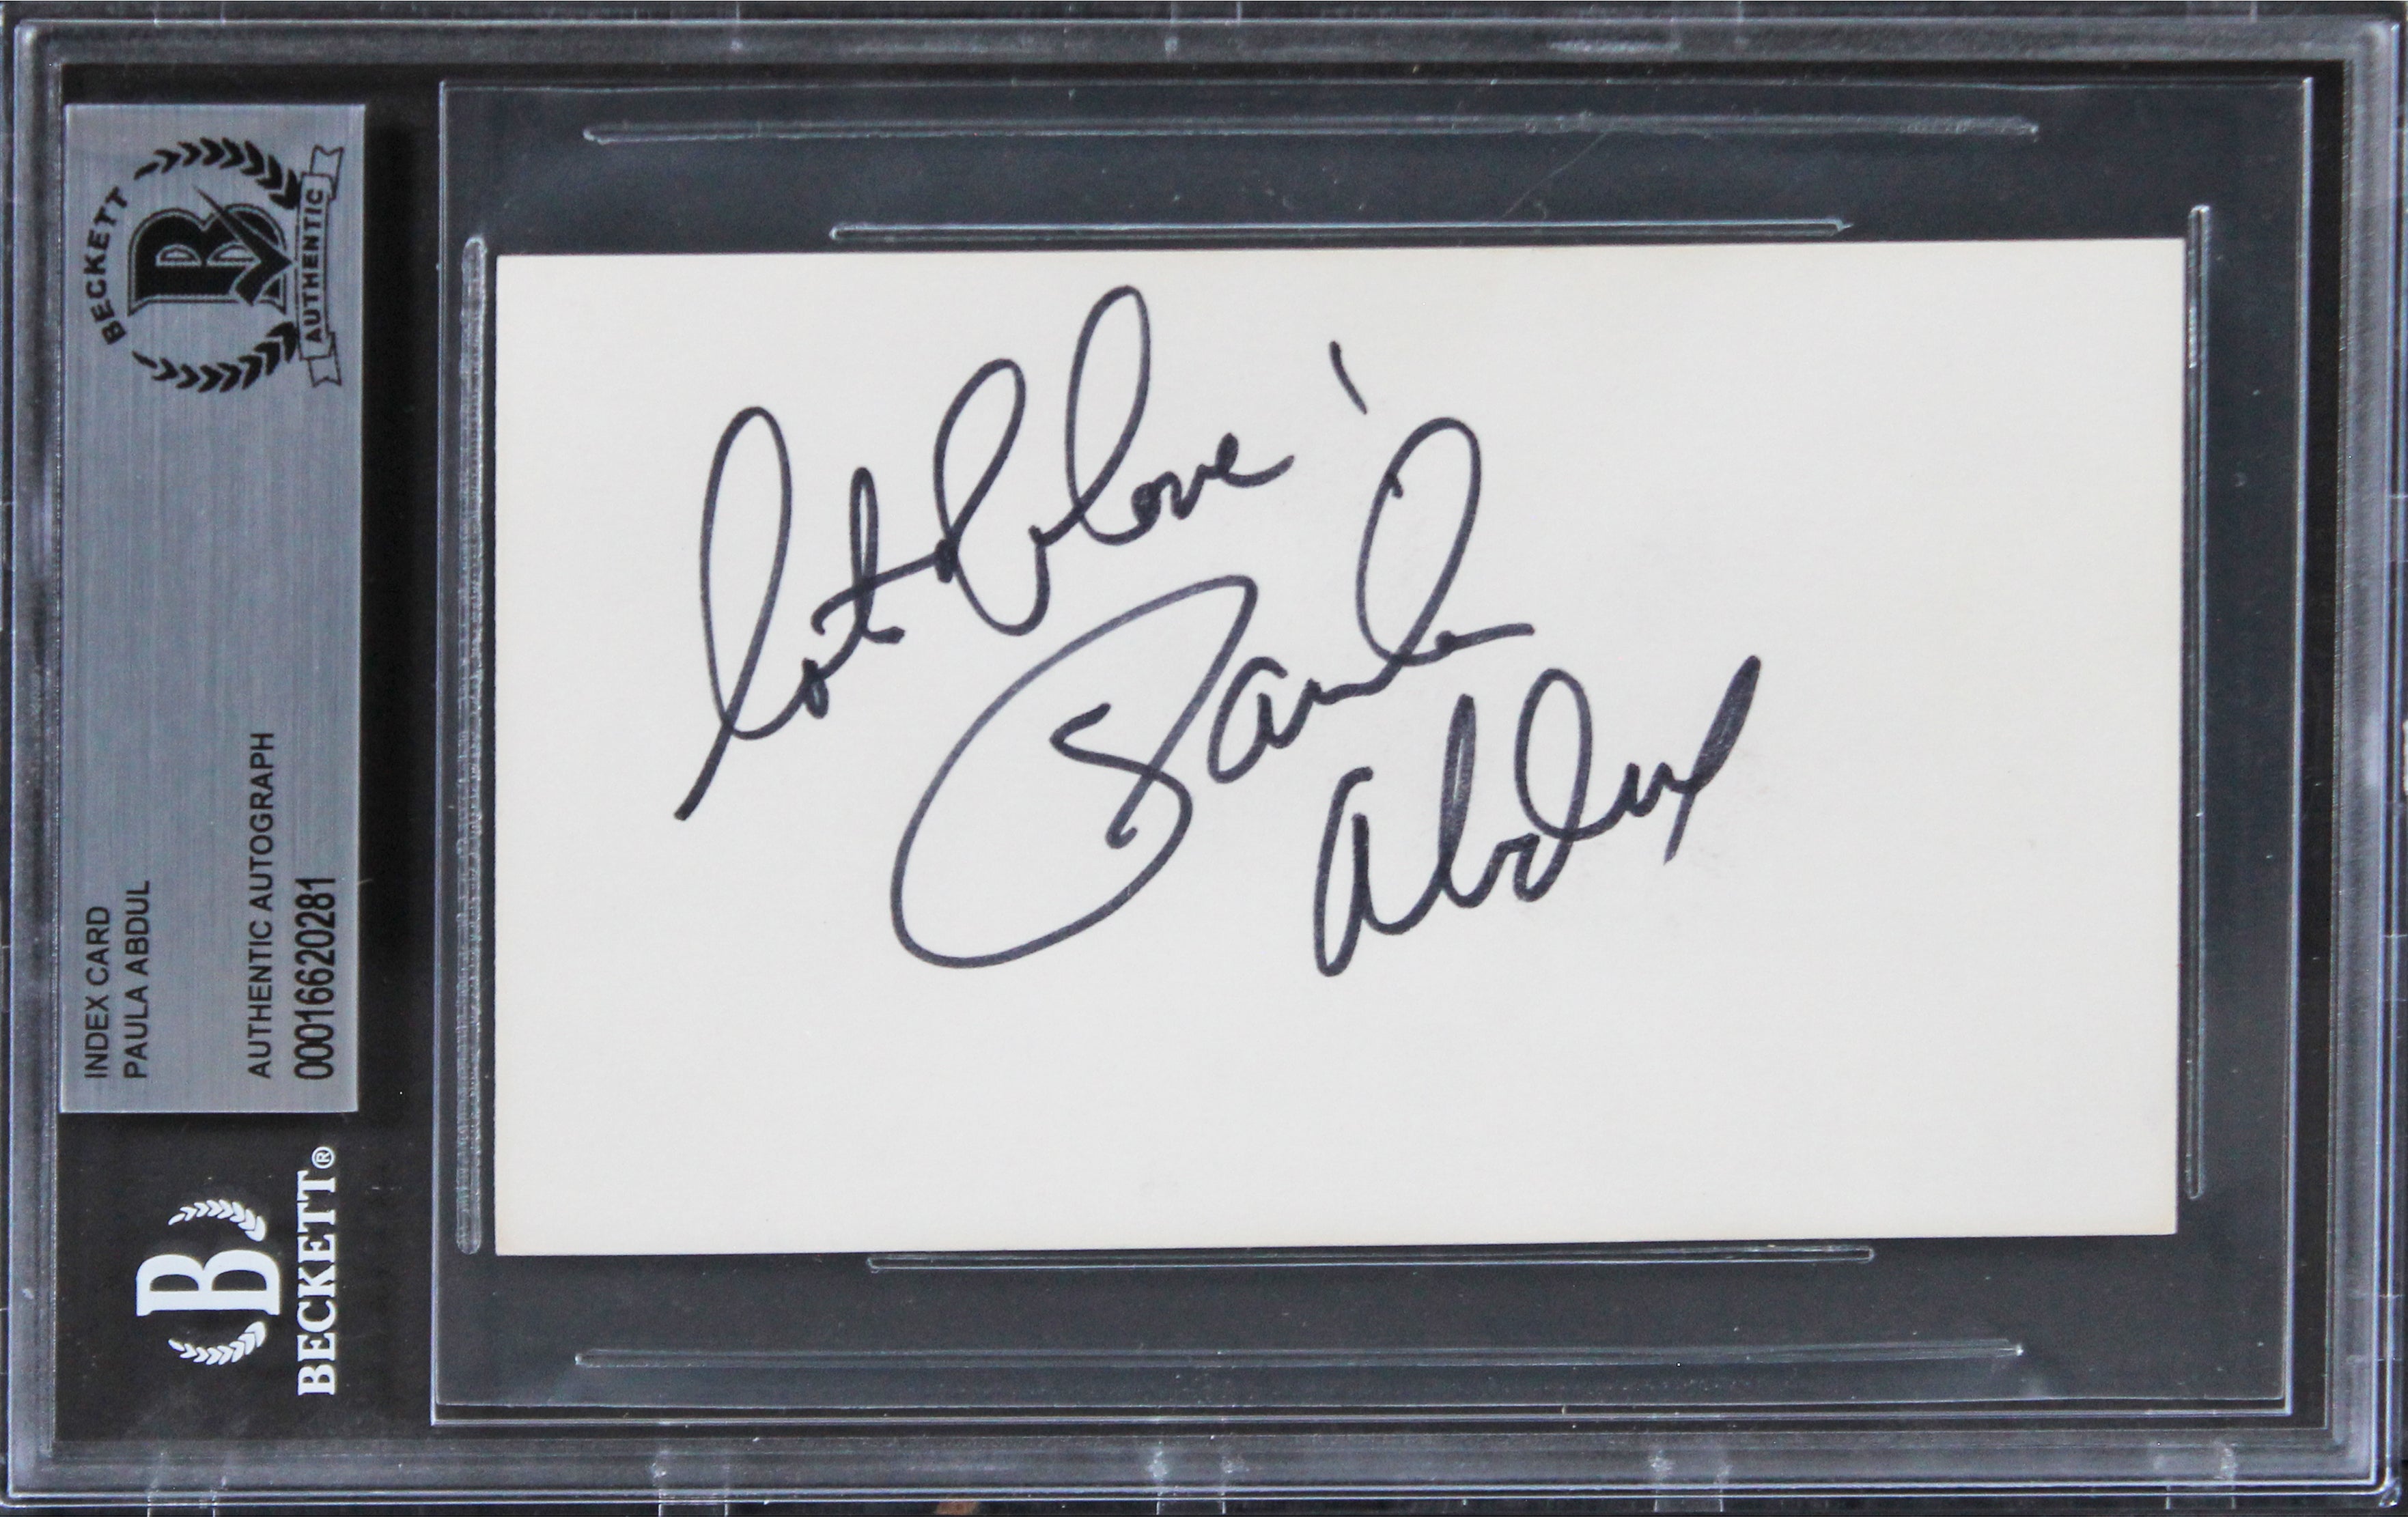 BECKETT
B
AUTHENTIC
INDEX CARD
PAULA ABDUL
AUTHENTIC AUTOGRAPH
00016620281
B
BECKETT®
lots of love
Paula
Abdul